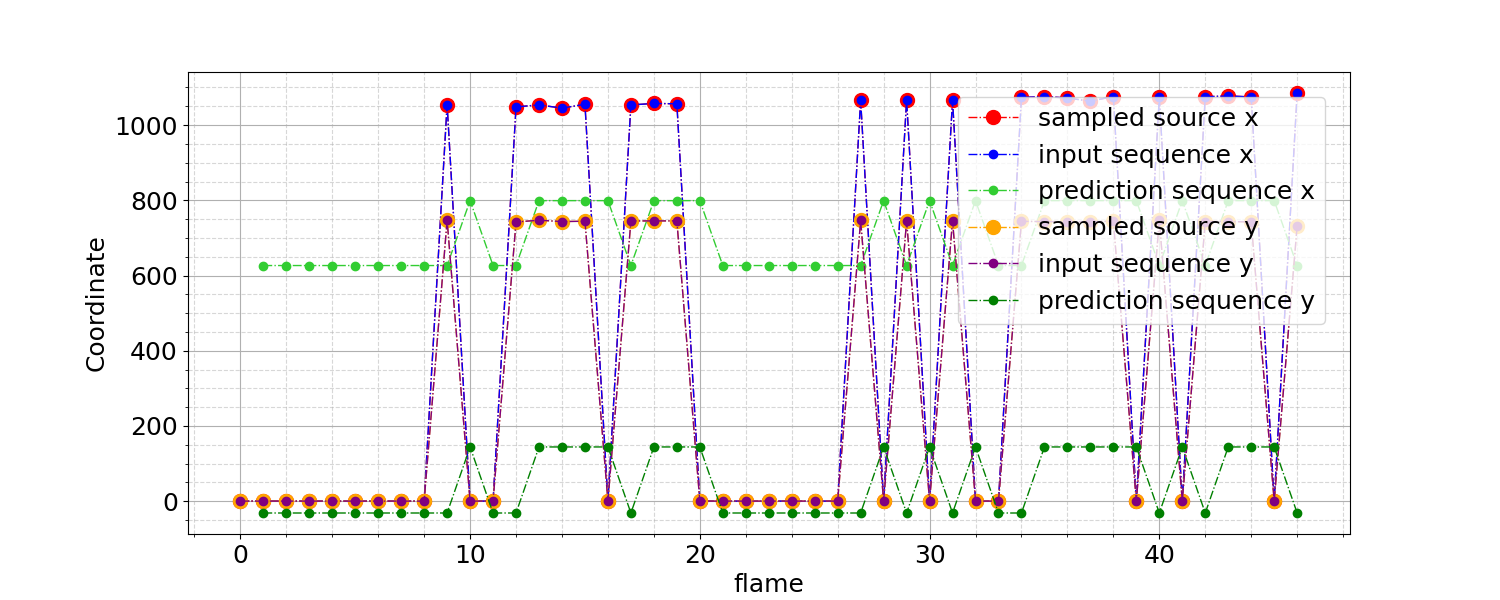 1000
800
600
400
200
0
Coordinate
0 10 20 30 40
flame
sampled source x
input sequence x
prediction sequence x
sampled source y
input sequence y
prediction sequence y